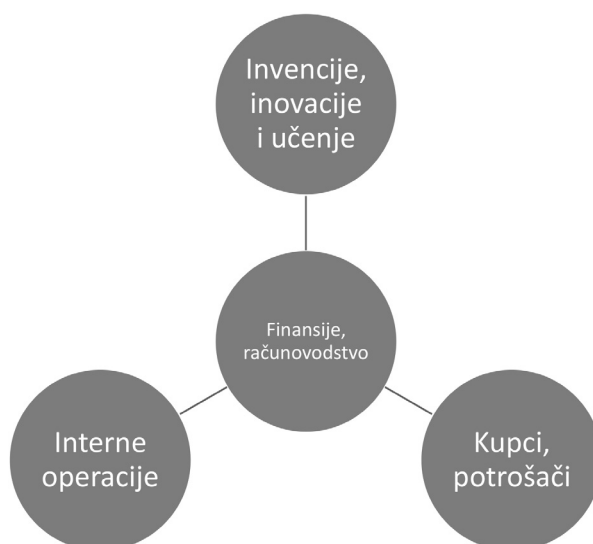 Invencije,
inovacije
i učenje
Finansije,
računovodstvo
Interne
operacije
Kupci,
potrošači